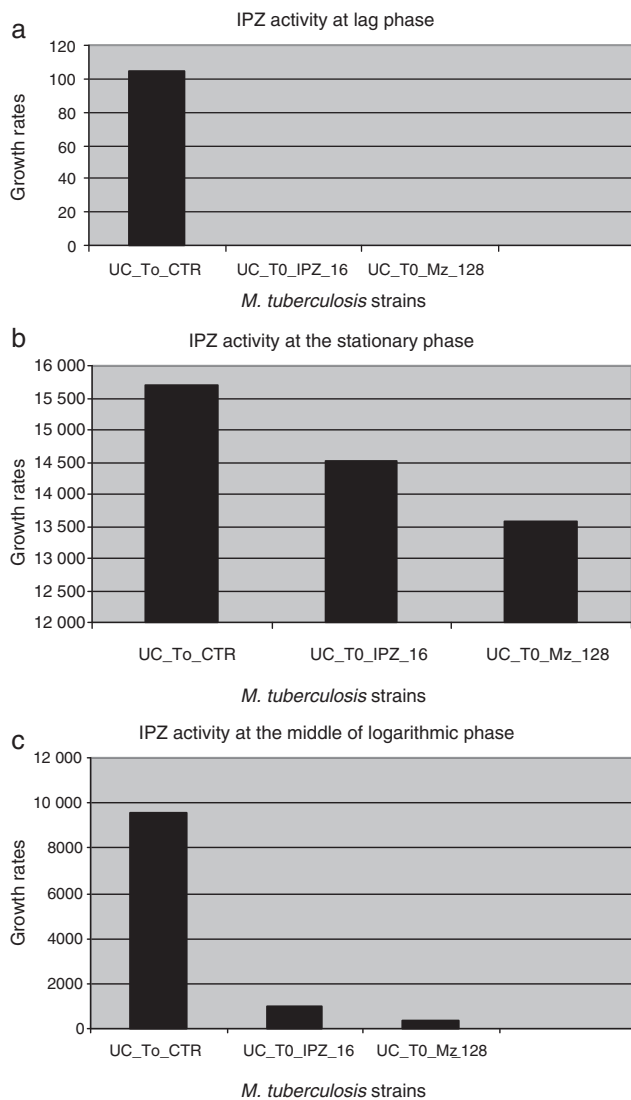 a
IPZ activity at lag phase
120
100
80
60
40
20
0
Growth rates
UC_To_CTR UC_T0_IPZ_16 UC_T0_Mz_128
M. tuberculosis strains
b
IPZ activity at the stationary phase
16 000
15 500
15 000
14 500
14 000
13 500
13 000
12 500
12 000
Growth rates
UC_To_CTR UC_T0_IPZ_16 UC_T0_Mz_128
M. tuberculosis strains
c
IPZ activity at the middle of logarithmic phase
12 000
10 000
8000
6000
4000
2000
0
Growth rates
UC_To_CTR UC_T0_IPZ_16 UC_T0_Mz_128
M. tuberculosis strains